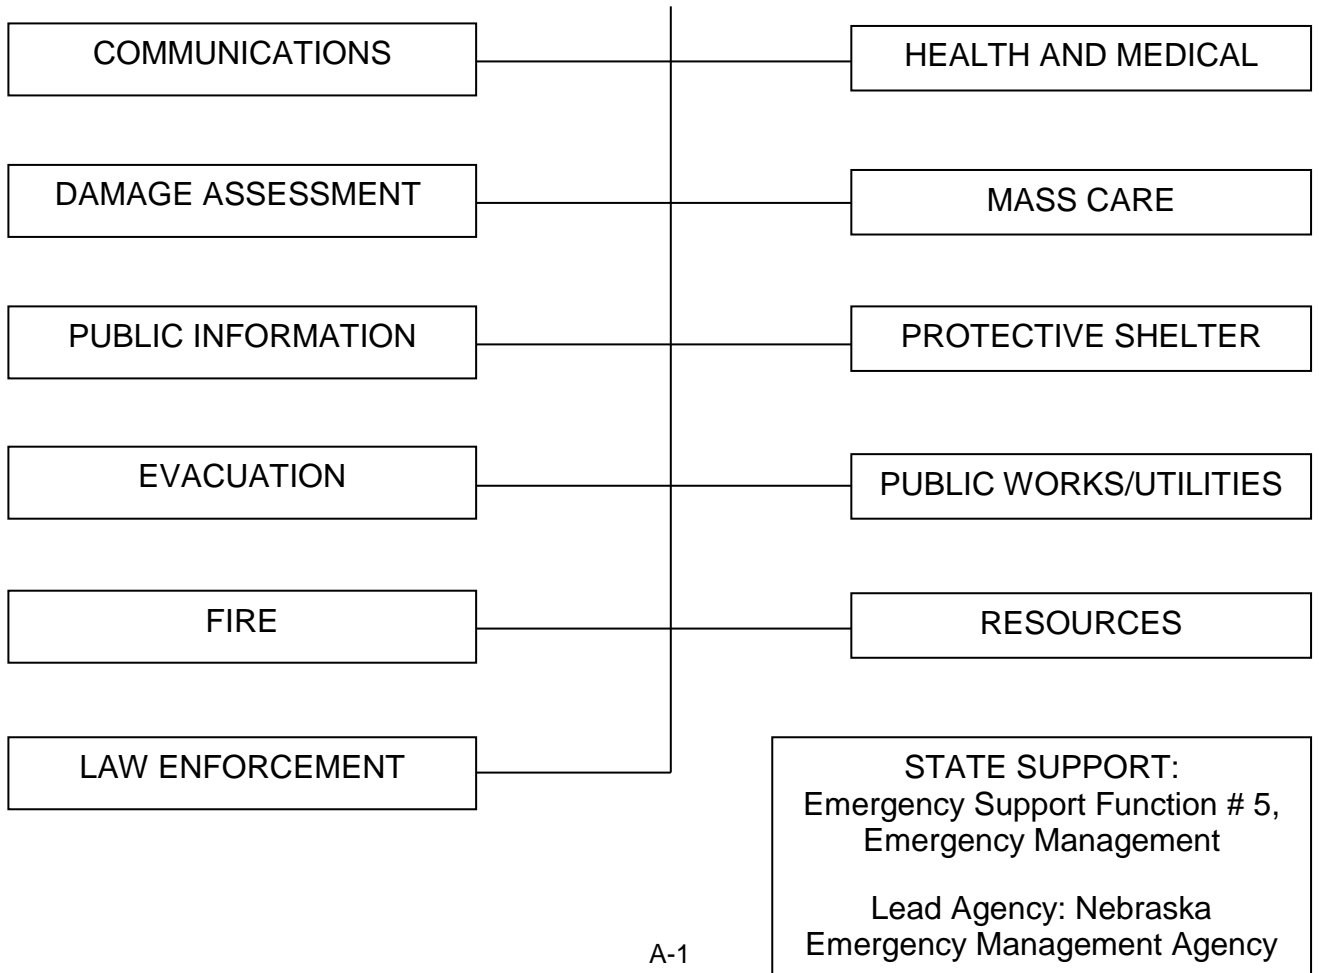 COMMUNICATIONS
HEALTH AND MEDICAL
DAMAGE ASSESSMENT
MASS CARE
PUBLIC INFORMATION
PROTECTIVE SHELTER
EVACUATION
PUBLIC WORKS/UTILITIES
FIRE
RESOURCES
LAW ENFORCEMENT
STATE SUPPORT:
Emergency Support Function # 5,
Emergency Management
Lead Agency: Nebraska
Emergency Management Agency
A-1